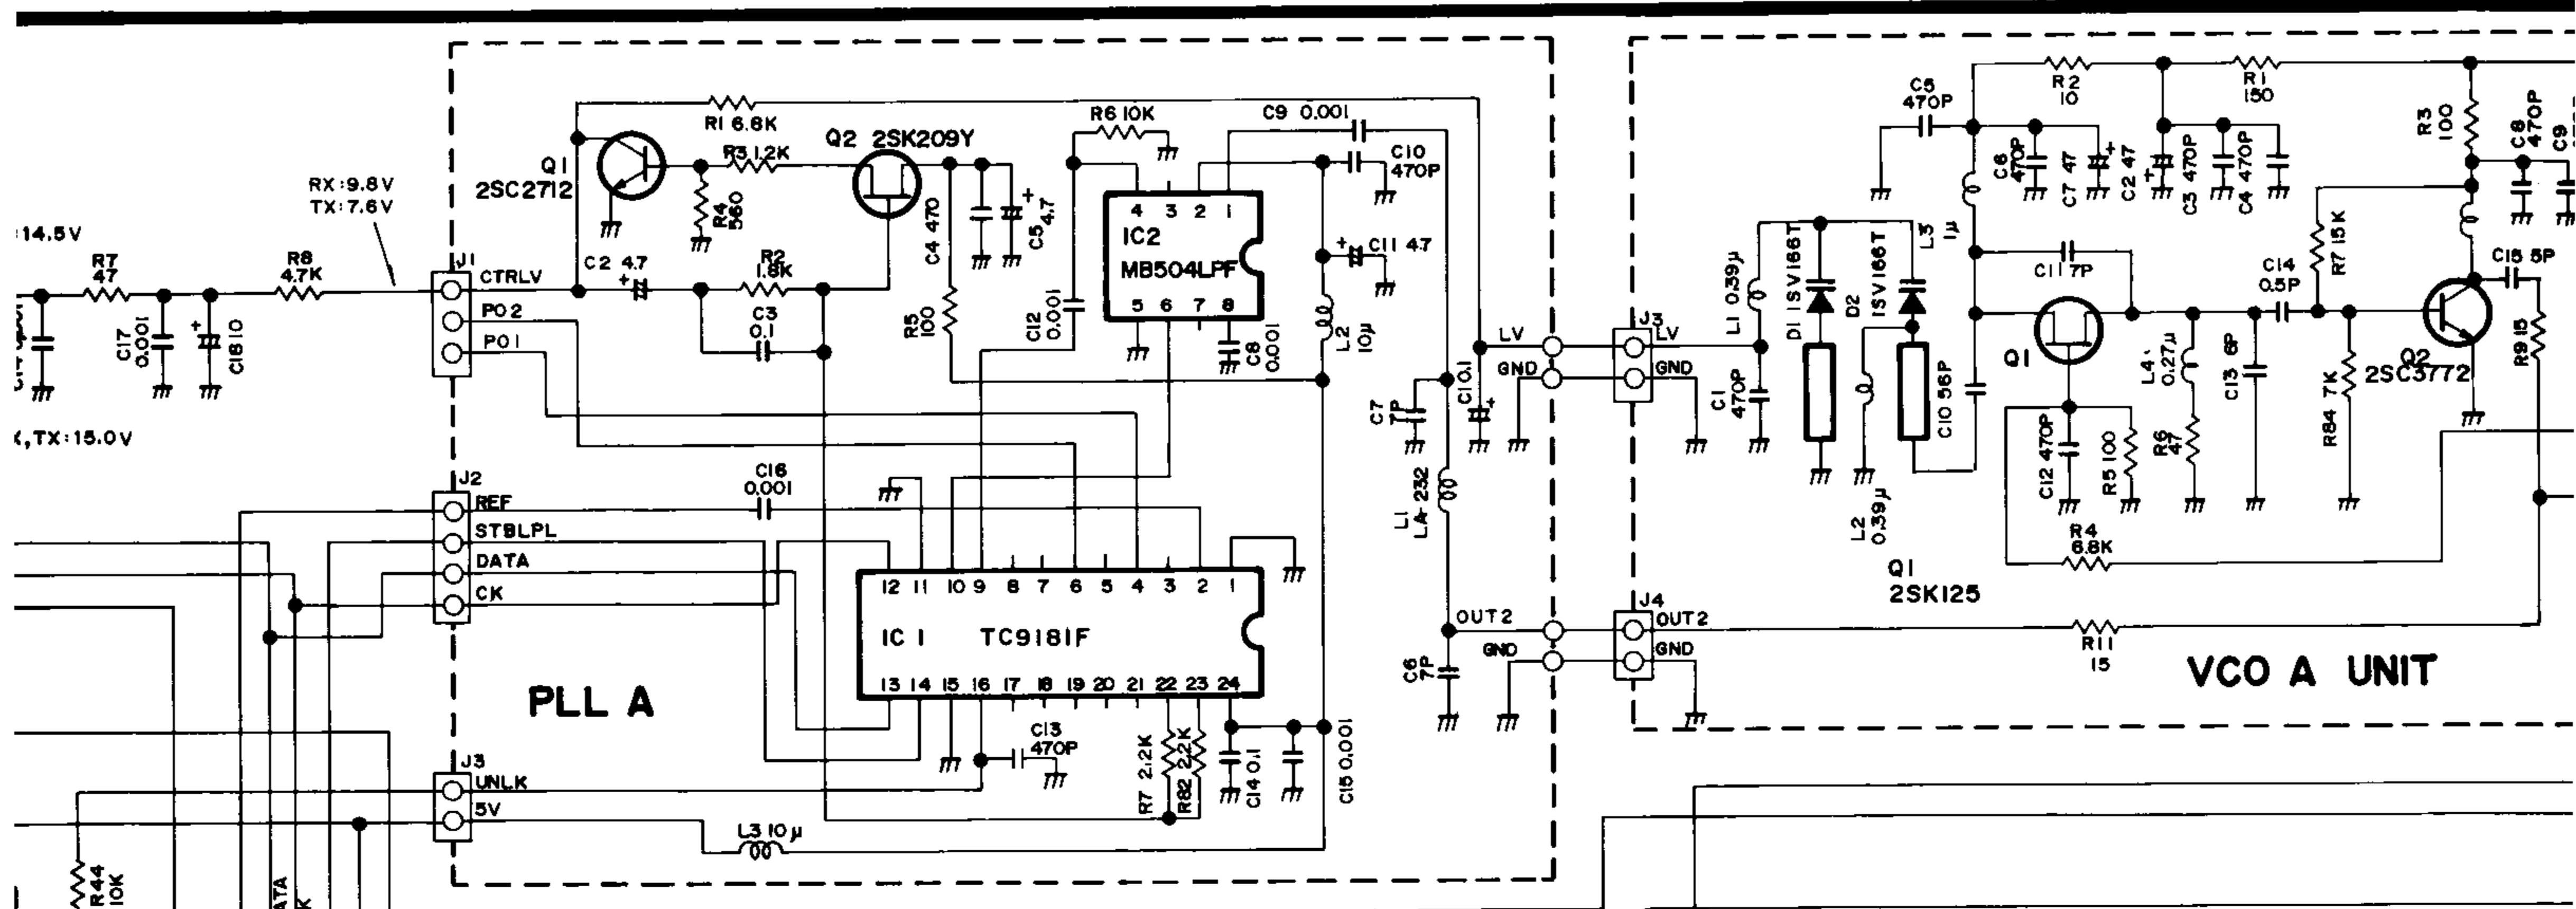 :14.5V
R7
47
C17
0.001
C18 10
R8
4.7K
RX:9.8V
TX:7.6V
,TX:15.0V
R44
10K
J1
CTRLV
PO2
PO1
J2
REF
STBLPL
DATA
CK
J3
UNLK
5V
PLL A
Q1
2SC2712
R1 6.8K
R3 1.2K
R4
560
Q2 2SK209Y
C2 4.7
R2
1.8K
C3
0.1
C4 470
C5 4.7
R5
100
R6 10K
C12
0.001
4 3 2 1
IC2
MB504LPF
5 6 7 8
C8
0.001
C9 0.001
C10
470P
C11 4.7
L2
10μ
C16
0.001
12 11 10 9 8 7 6 5 4 3 2 1
IC 1 TC9181F
13 14 15 16 17 18 19 20 21 22 23 24
C13
470P
R7 2.2K
R82 2.2K
C14 0.1
C15 0.001
L3 10μ
C7
7P
C1 0.1
L1
LA-232
C6
7P
LV
GND
OUT2
GND
J3
LV
GND
J4
OUT2
GND
C1
470P
L1 0.39μ
D1 1SV166T
D2
1SV166T
L2
0.39μ
C10 56P
L3
1μ
C5
470P
C6
470P
C7 47
C2 47
C3 470P
C4 470P
R2
10
R1
150
R3
100
C8
470P
C9
C11 7P
Q1
C12 470P
R5 100
R4
6.8K
L4
0.27μ
R6
47
C13 6P
C14
0.5P
R7 15K
R84 7K
Q2
2SC3772
C15 5P
R9 15
Q1
2SK125
R11
15
VCO A UNIT
ATA
K